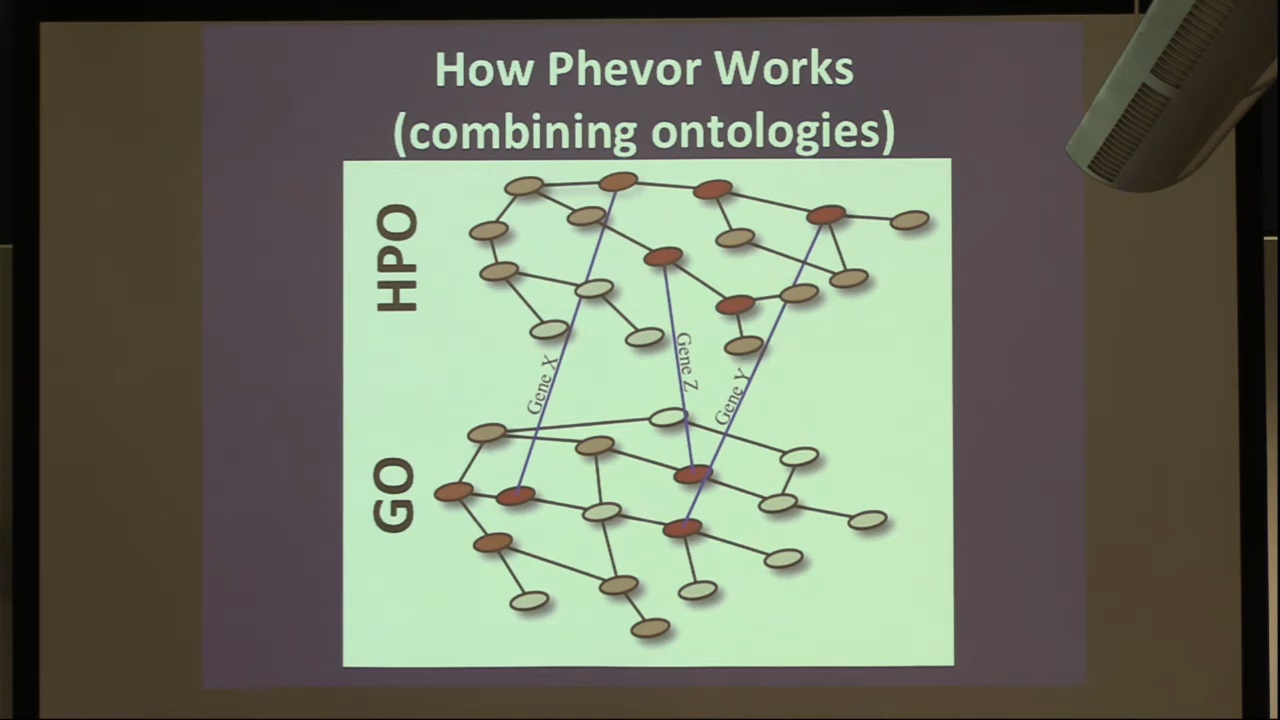 How Phevor Works
(combining ontologies)
HPO
Gene X
Gene Z
Gene Y
GO